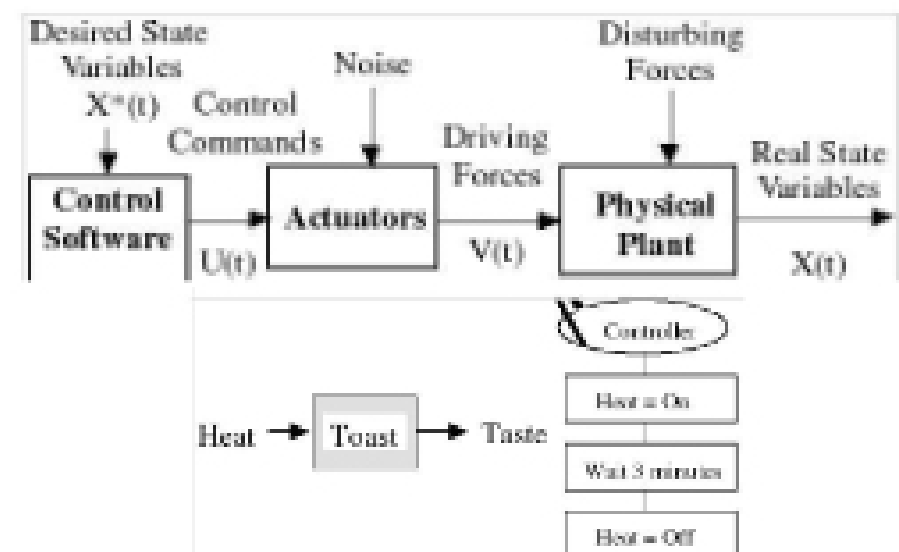 Desired State
Variables
X*(t)
Control
Commands
Noise
Driving
Forces
Disturbing
Forces
Real State
Variables
Control
Software
U(t)
Actuators
V(t)
Physical
Plant
X(t)
Heat
Toast
Taste
Controller
Heat = On
Wait 3 minutes
Heat = Off